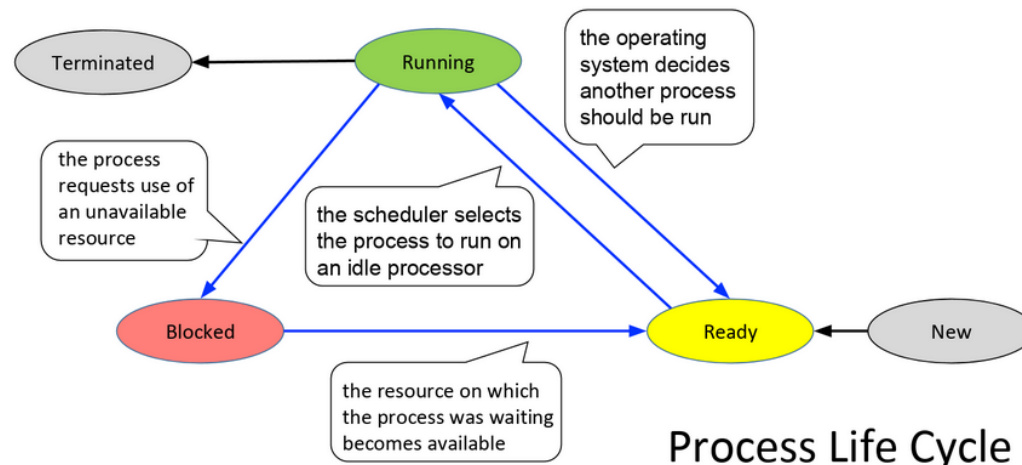 Terminated
Running
the operating
system decides
another process
should be run
the process
requests use of
an unavailable
resource
the scheduler selects
the process to run on
an idle processor
Blocked
Ready
New
the resource on which
the process was waiting
becomes available
Process Life Cycle